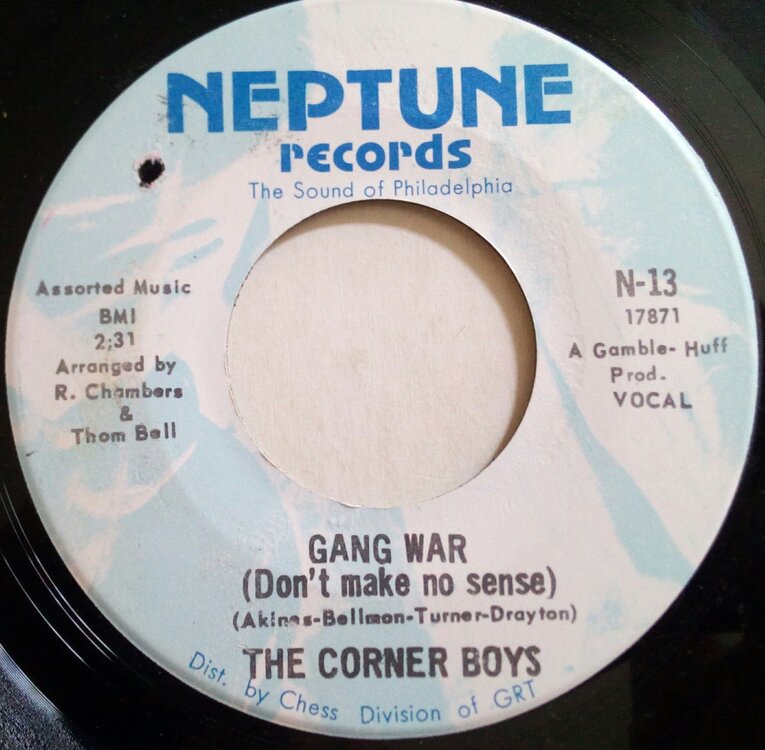 NEPTUNE
records
The Sound of Philadelphia
Assorted Music
BMI
2:31
Arranged by
R. Chambers
&
Thom Bell
N-13
17871
A Gamble- Huff
Prod.
VOCAL
GANG WAR
(Don't make no sense)
(Akines-Bellmon-Turner-Drayton)
THE CORNER BOYS
Dist. by Chess Division of GRT